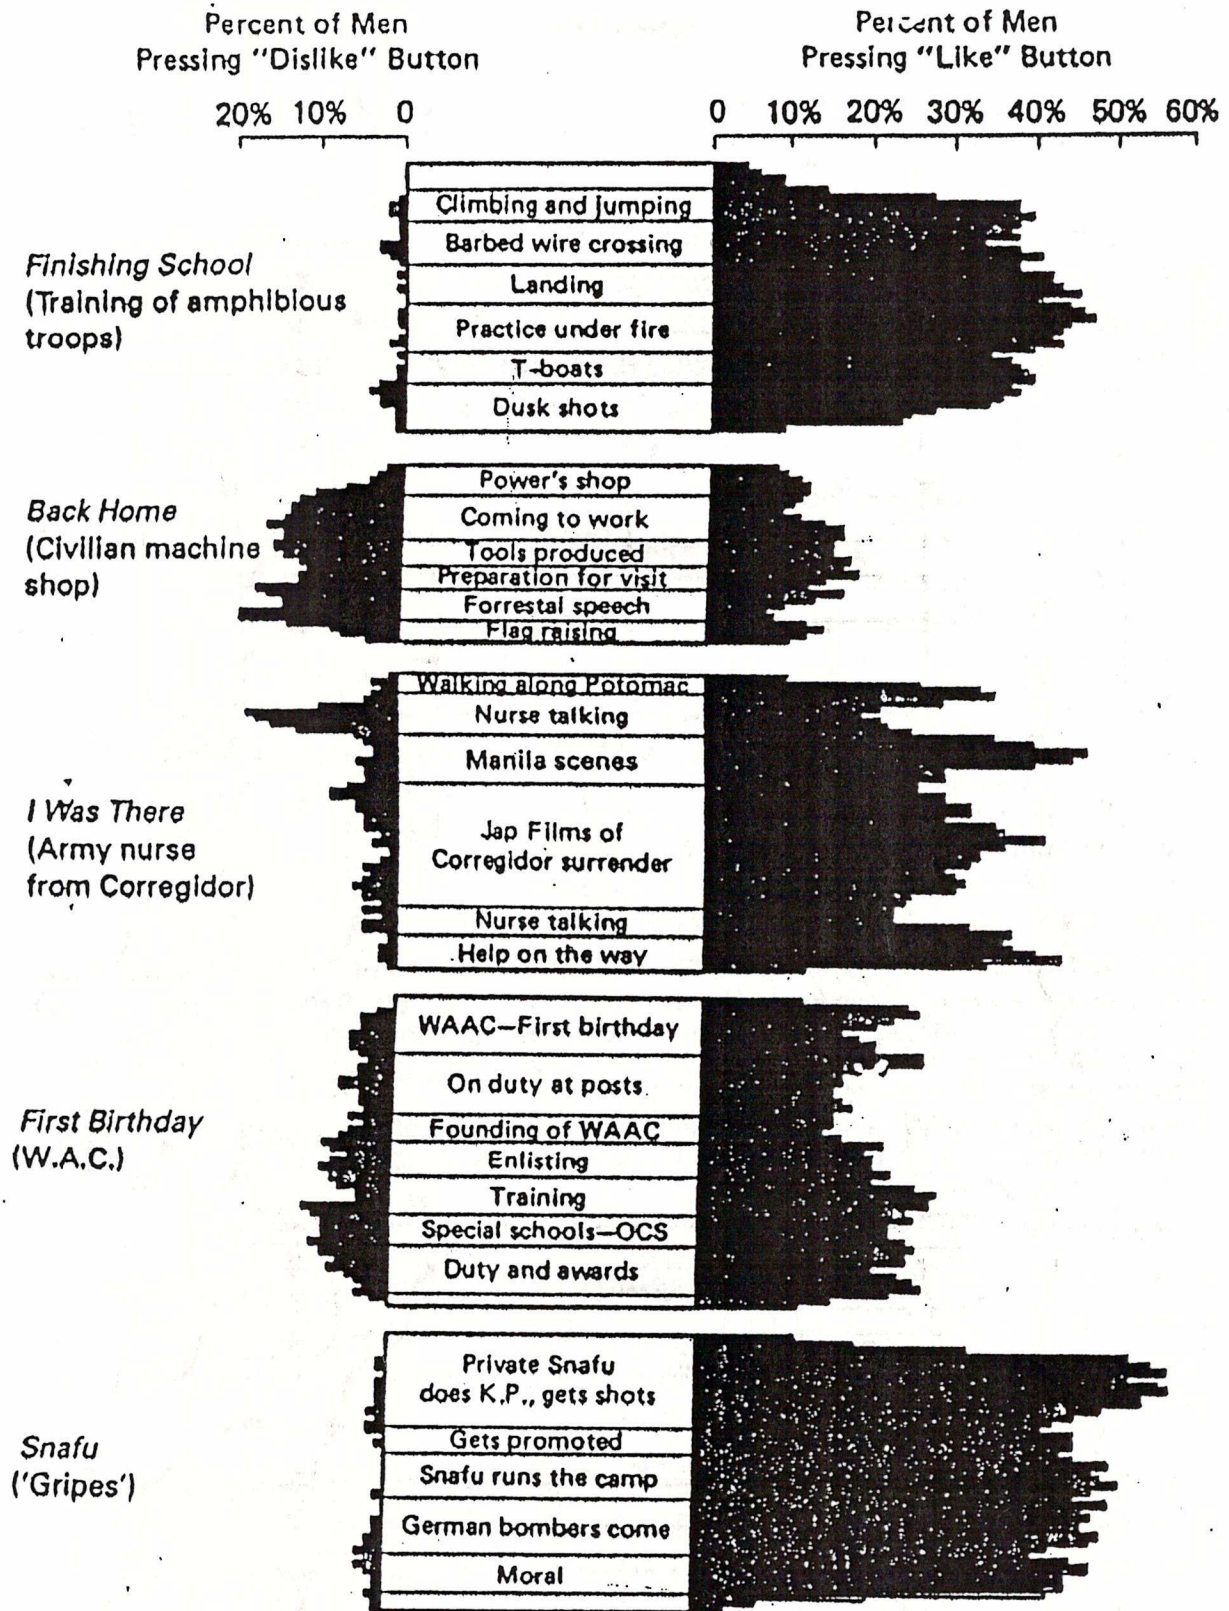 Percent of Men
Pressing "Dislike" Button
Percent of Men
Pressing "Like" Button
20% 10% 0
0 10% 20% 30% 40% 50% 60%
Finishing School
(Training of amphibious
troops)
Climbing and jumping
Barbed wire crossing
Landing
Practice under fire
T-boats
Dusk shots
Back Home
(Civilian machine
shop)
Power's shop
Coming to work
Tools produced
Preparation for visit
Forrestal speech
Flag raising
I Was There
(Army nurse
from Corregidor)
Walking along Potomac
Nurse talking
Manila scenes
Jap Films of
Corregidor surrender
Nurse talking
Help on the way
First Birthday
(W.A.C.)
WAAC—First birthday
On duty at posts
Founding of WAAC
Enlisting
Training
Special schools—OCS
Duty and awards
Snafu
('Gripes')
Private Snafu
does K.P., gets shots
Gets promoted
Snafu runs the camp
German bombers come
Moral